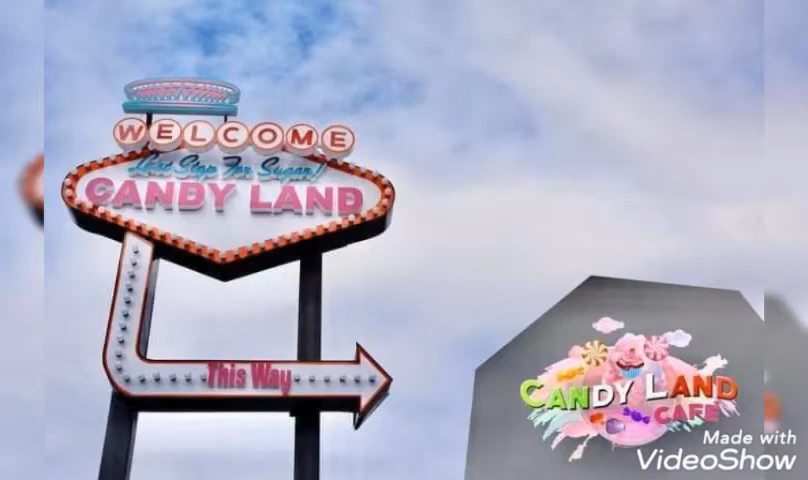 WELCOME
Last Stop For Sugar!
CANDY LAND
This Way
CANDY LAND
CAFE
Made with
VideoShow